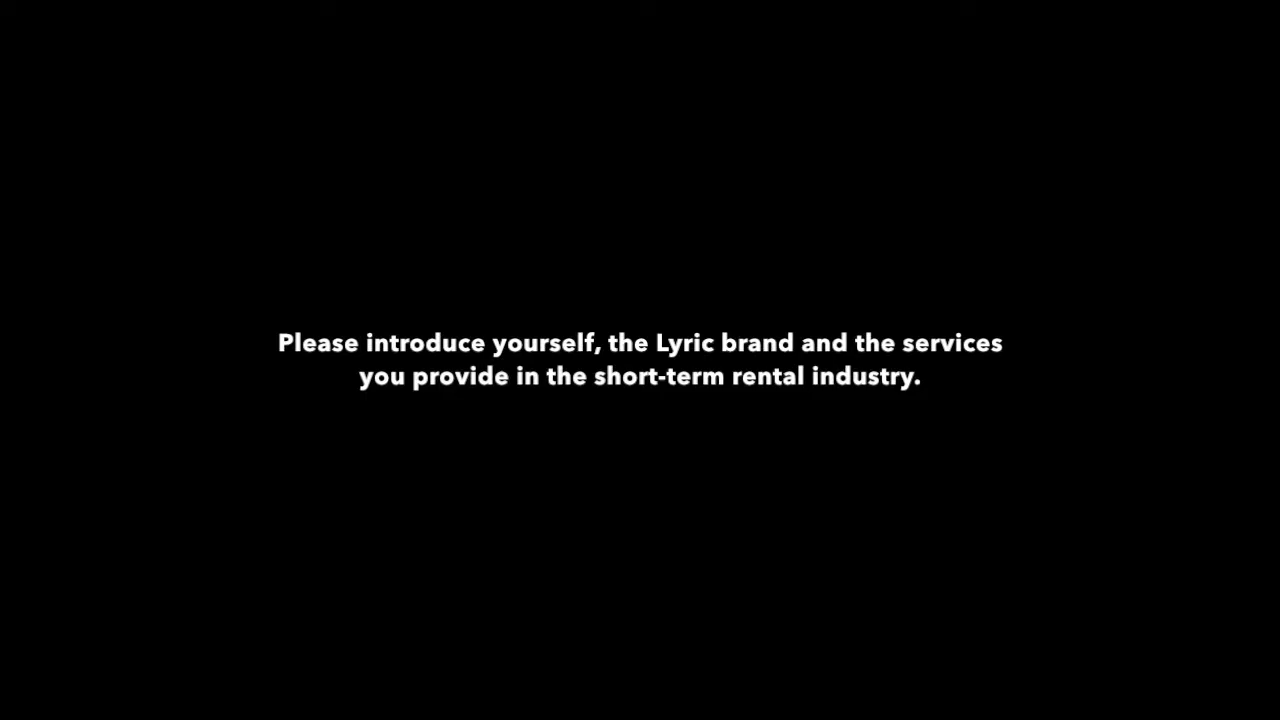 Please introduce yourself, the Lyric brand and the services
you provide in the short-term rental industry.